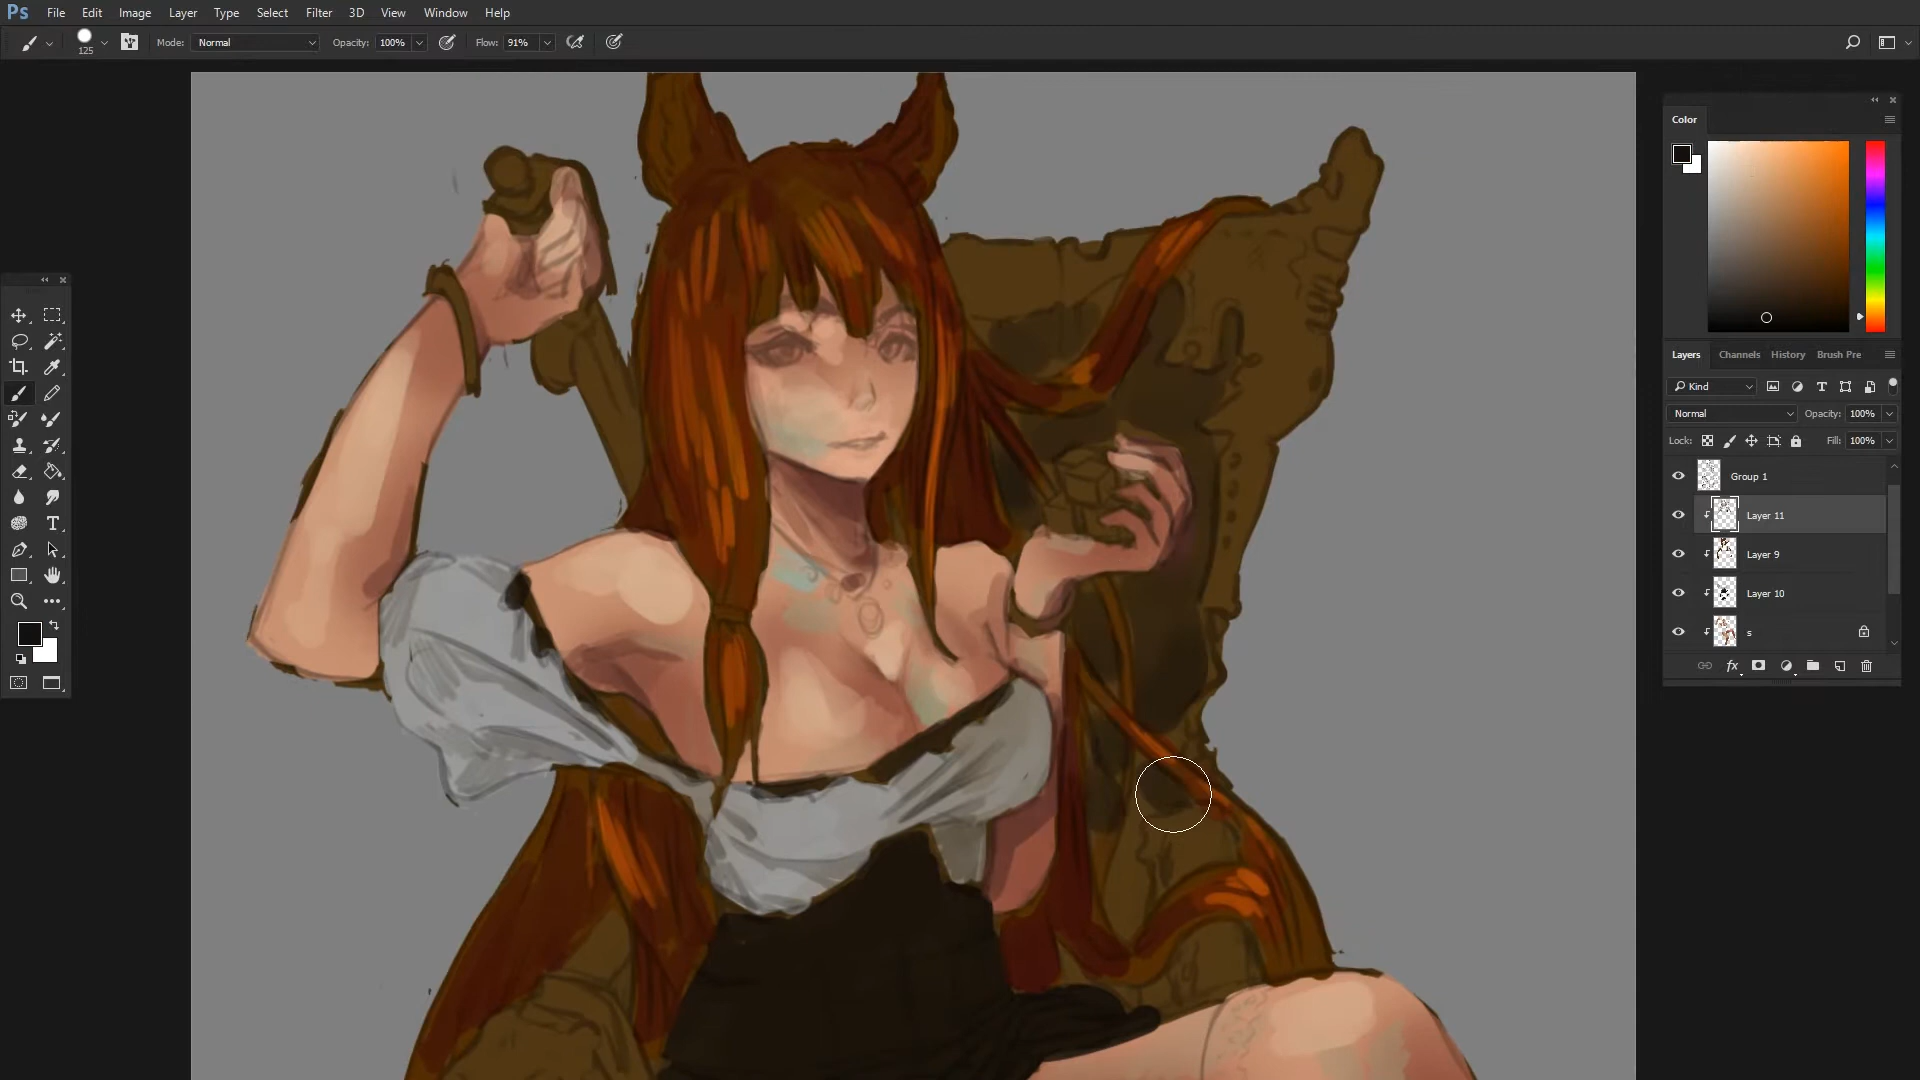 Ps File Edit Image Layer Type Select Filter 3D View Window Help
125 Mode: Normal Opacity: 100% Flow: 91%
Color
Layers Channels History Brush Pre
Kind T
Normal Opacity: 100%
Lock: Fill: 100%
Group 1
Layer 11
Layer 9
Layer 10
s
fx
T